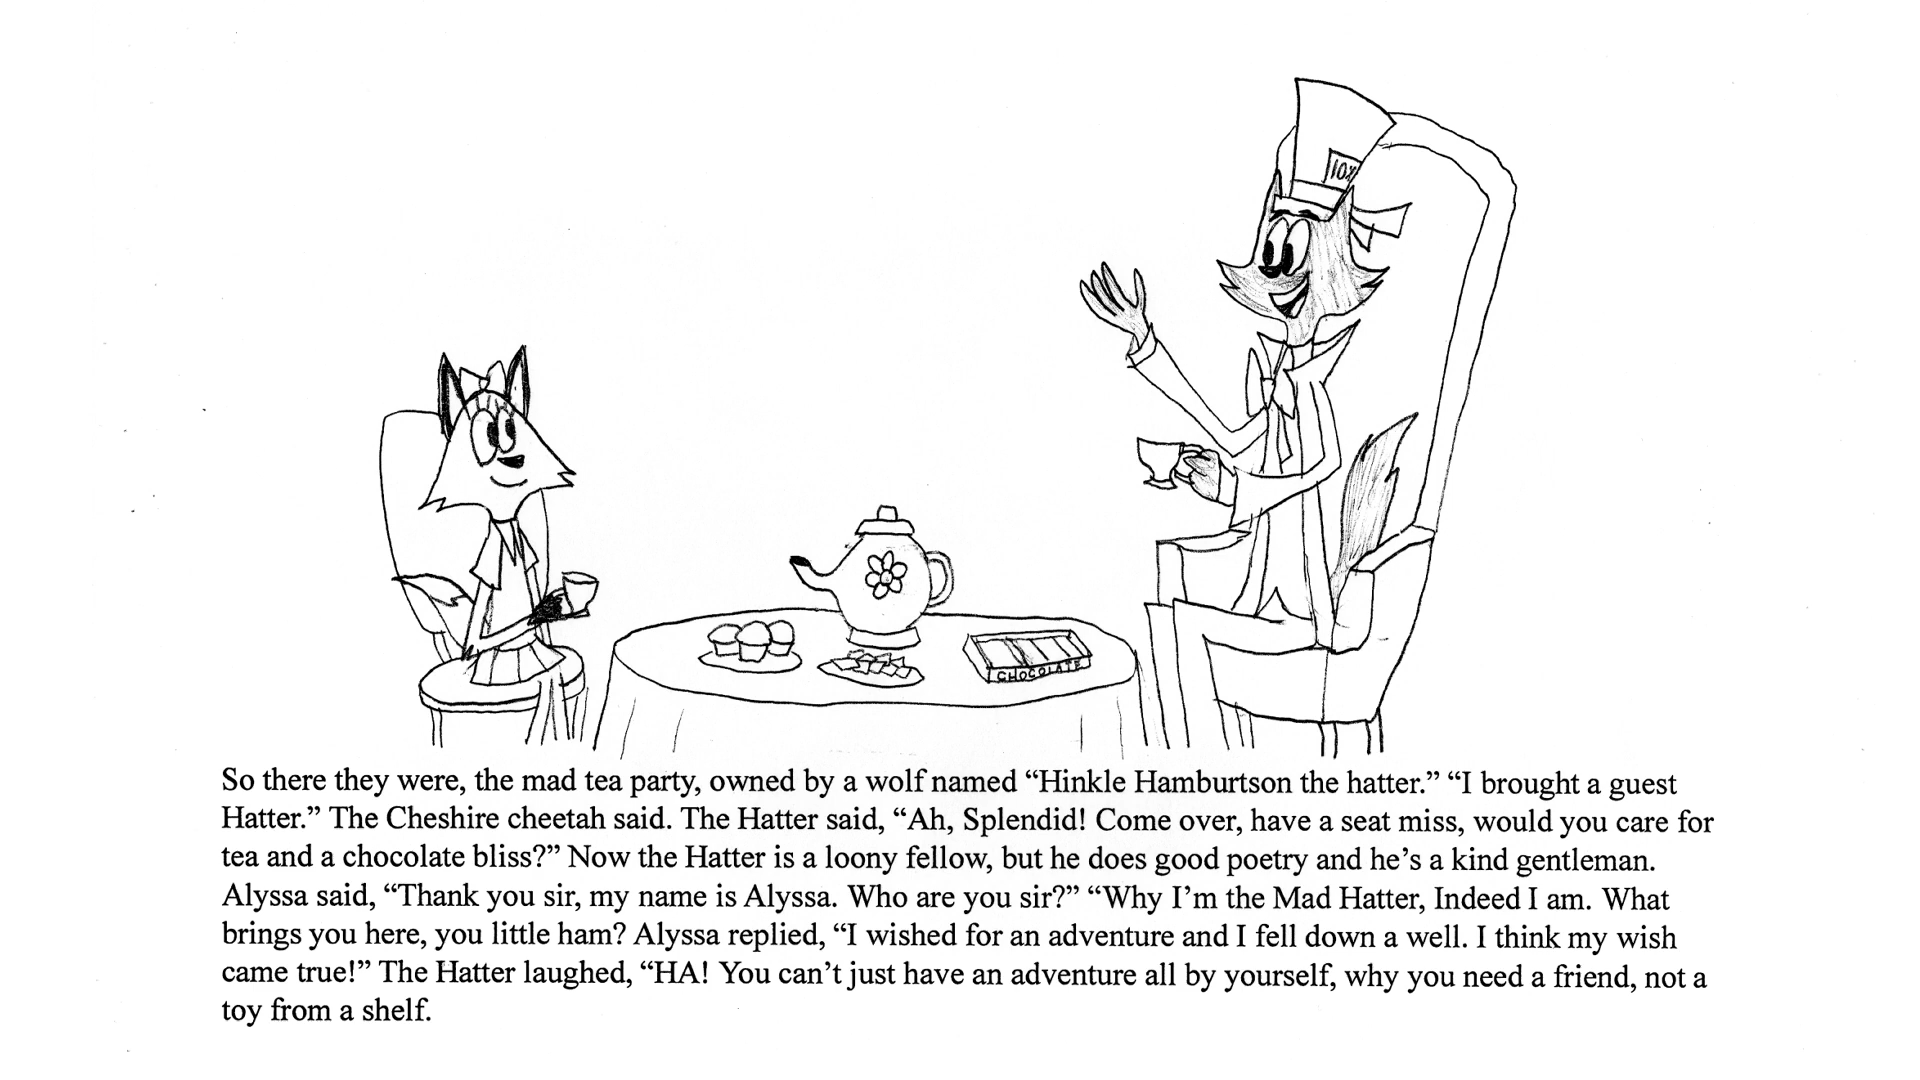 10X
CHOCOLATE
So there they were, the mad tea party, owned by a wolf named “Hinkle Hamburtson the hatter.” “I brought a guest
Hatter.” The Cheshire cheetah said. The Hatter said, “Ah, Splendid! Come over, have a seat miss, would you care for
tea and a chocolate bliss?” Now the Hatter is a loony fellow, but he does good poetry and he’s a kind gentleman.
Alyssa said, “Thank you sir, my name is Alyssa. Who are you sir?” “Why I’m the Mad Hatter, Indeed I am. What
brings you here, you little ham? Alyssa replied, “I wished for an adventure and I fell down a well. I think my wish
came true!” The Hatter laughed, “HA! You can’t just have an adventure all by yourself, why you need a friend, not a
toy from a shelf.